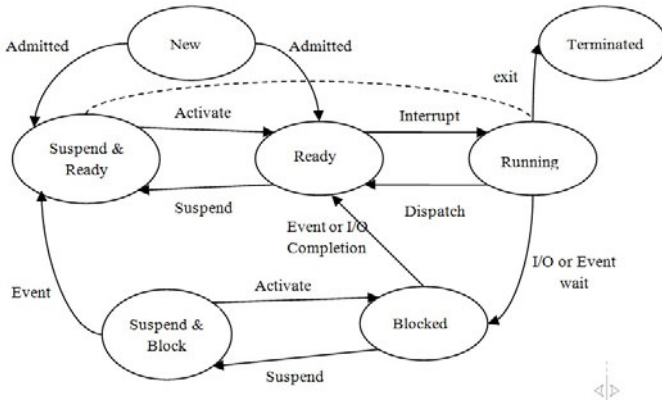 Admitted
New
Admitted
Terminated
exit
Activate
Interrupt
Suspend &
Ready
Ready
Running
Suspend
Dispatch
Event or I/O
Completion
I/O or Event
wait
Event
Activate
Suspend &
Block
Blocked
Suspend